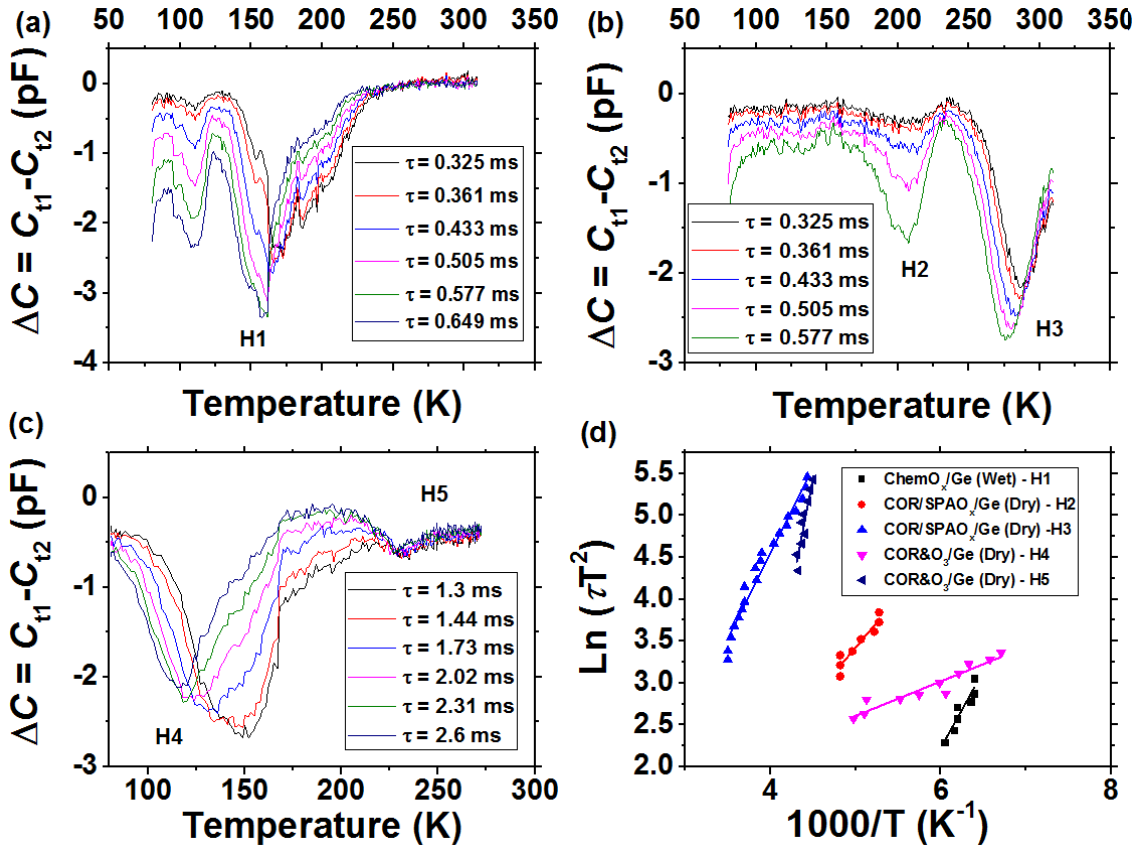 (a)
50 100 150 200 250 300
ΔC = Ct1-Ct2 (pF)
0
-1
-2
-3
-4
τ = 0.325 ms
τ = 0.361 ms
τ = 0.433 ms
τ = 0.505 ms
τ = 0.577 ms
τ = 0.649 ms
H1
Temperature (K)
(b)
50 100 150 200 250 300
ΔC = Ct1-Ct2 (pF)
0
-1
-2
-3
τ = 0.325 ms
τ = 0.361 ms
τ = 0.433 ms
τ = 0.505 ms
τ = 0.577 ms
H2
H3
Temperature (K)
(c)
ΔC = Ct1-Ct2 (pF)
0
-1
-2
-3
H5
H4
τ = 1.3 ms
τ = 1.44 ms
τ = 1.73 ms
τ = 2.02 ms
τ = 2.31 ms
τ = 2.6 ms
100 150 200 250 300
Temperature (K)
(d)
Ln (τT²)
5.5
5.0
4.5
4.0
3.5
3.0
2.5
2.0
ChemOx/Ge (Wet) - H1
COR/SPAOx/Ge (Dry) - H2
COR/SPAOx/Ge (Dry) -H3
COR&O3/Ge (Dry) - H4
COR&O3/Ge (Dry) - H5
4 6 8
1000/T (K⁻¹)